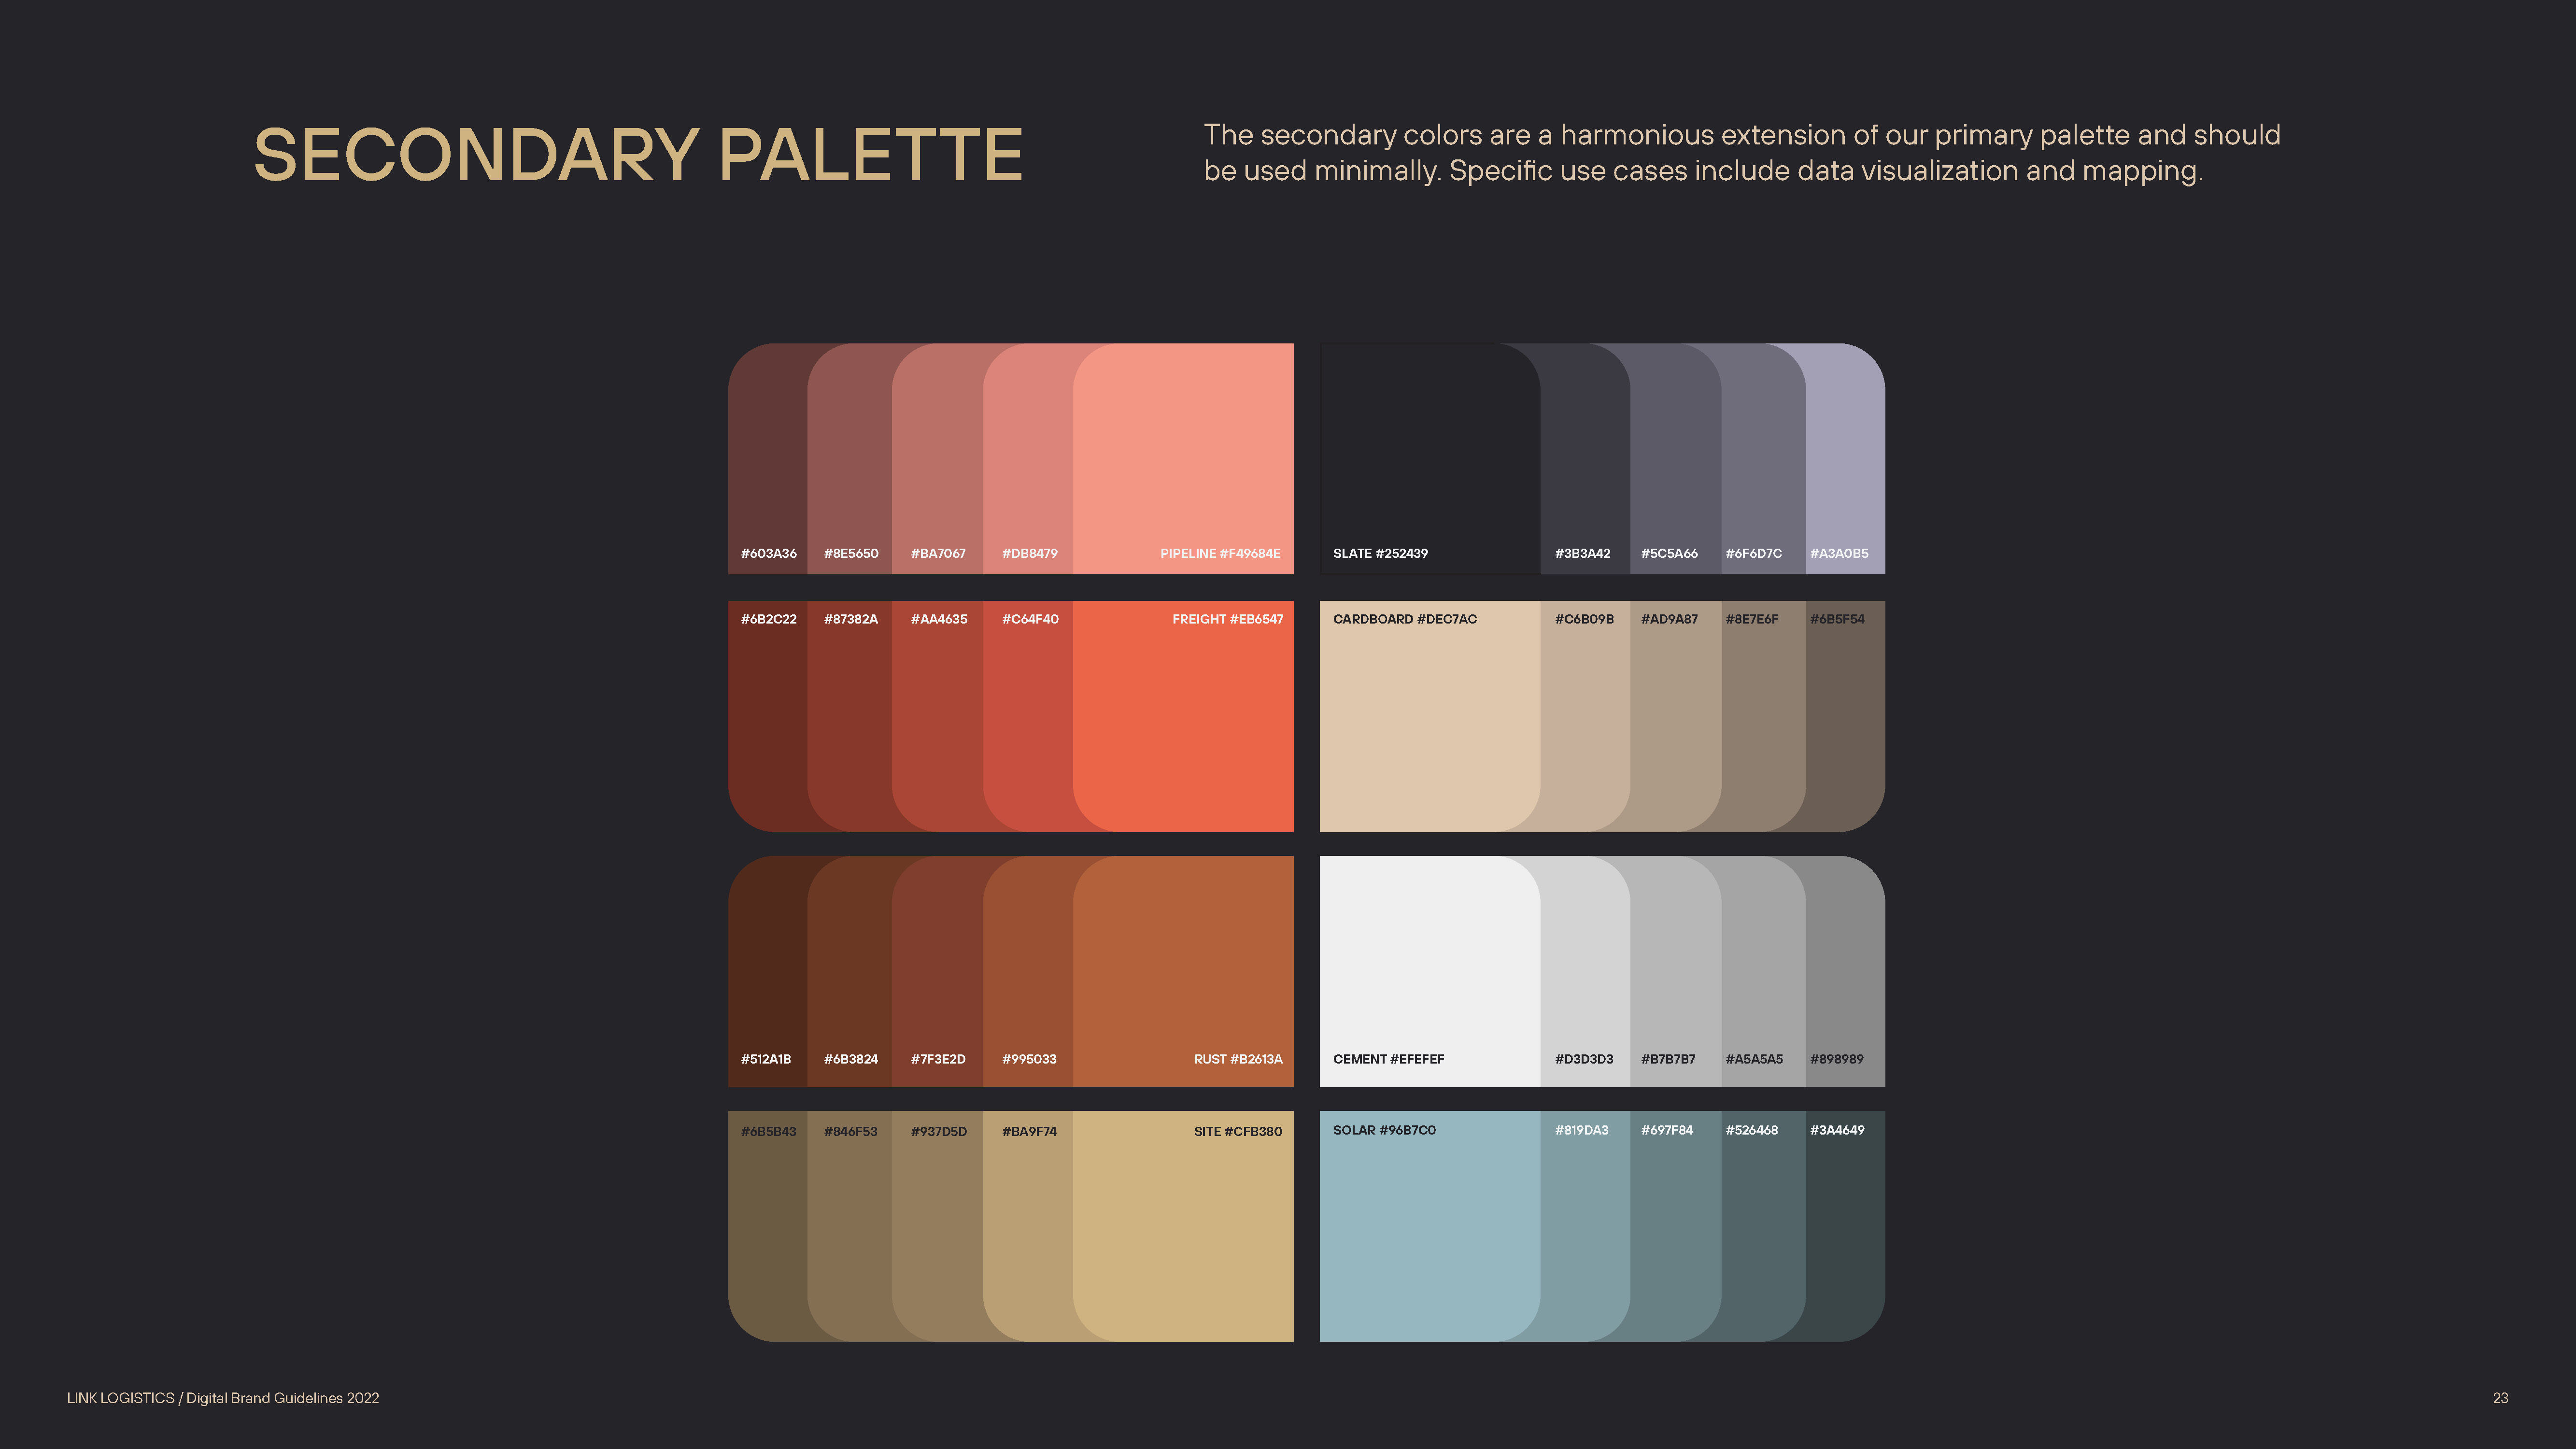 SECONDARY PALETTE
The secondary colors are a harmonious extension of our primary palette and should
be used minimally. Specific use cases include data visualization and mapping.
#603A36 #8E5650 #BA7067 #DB8479 PIPELINE #F49684E
SLATE #252439 #3B3A42 #5C5A66 #6F6D7C #A3A0B5
#6B2C22 #87382A #AA4635 #C64F40 FREIGHT #EB6547
CARDBOARD #DEC7AC #C6B09B #AD9A87 #8E7E6F #6B5F54
#512A1B #6B3824 #7F3E2D #995033 RUST #B2613A
CEMENT #EFEFEF #D3D3D3 #B7B7B7 #A5A5A5 #898989
#6B5B43 #846F53 #937D5D #BA9F74 SITE #CFB380
SOLAR #96B7C0 #819DA3 #697F84 #526468 #3A4649
LINK LOGISTICS / Digital Brand Guidelines 2022
23